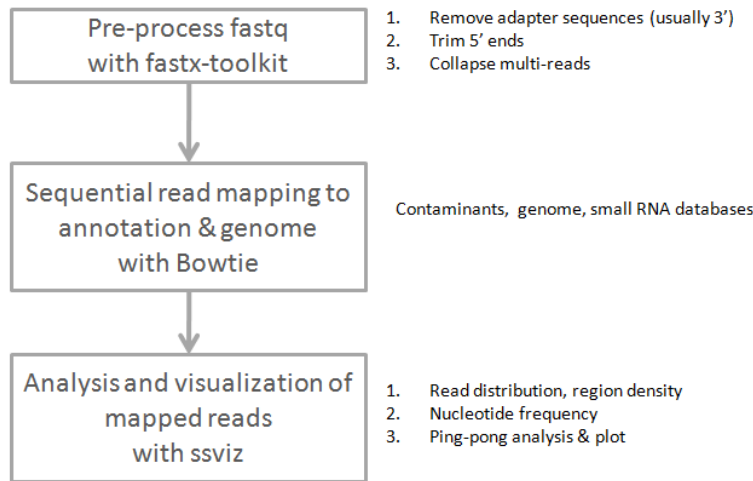 Pre-process fastq
with fastx-toolkit
1. Remove adapter sequences (usually 3’)
2. Trim 5’ ends
3. Collapse multi-reads
Sequential read mapping to
annotation & genome
with Bowtie
Contaminants, genome, small RNA databases
Analysis and visualization of
mapped reads
with ssviz
1. Read distribution, region density
2. Nucleotide frequency
3. Ping-pong analysis & plot